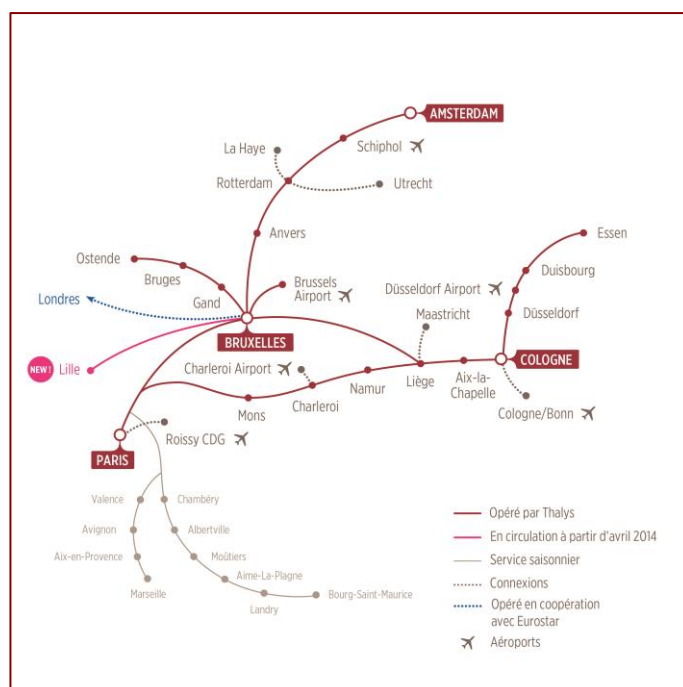 AMSTERDAM
La Haye
Schiphol
Rotterdam
Utrecht
Anvers
Essen
Ostende
Bruges
Duisbourg
Brussels
Airport
Düsseldorf Airport
Londres
Gand
Maastricht
Düsseldorf
BRUXELLES
NEW!
Lille
Charleroi Airport
Namur
Liège
Aix-la-
Chapelle
COLOGNE
Mons
Charleroi
Cologne/Bonn
Roissy CDG
PARIS
Valence
Chambéry
Avignon
Albertville
Aix-en-Provence
Moûtiers
Marseille
Aime-La-Plagne
Landry
Bourg-Saint-Maurice
Opéré par Thalys
En circulation à partir d'avril 2014
Service saisonnier
Connexions
Opéré en coopération
avec Eurostar
Aéroports